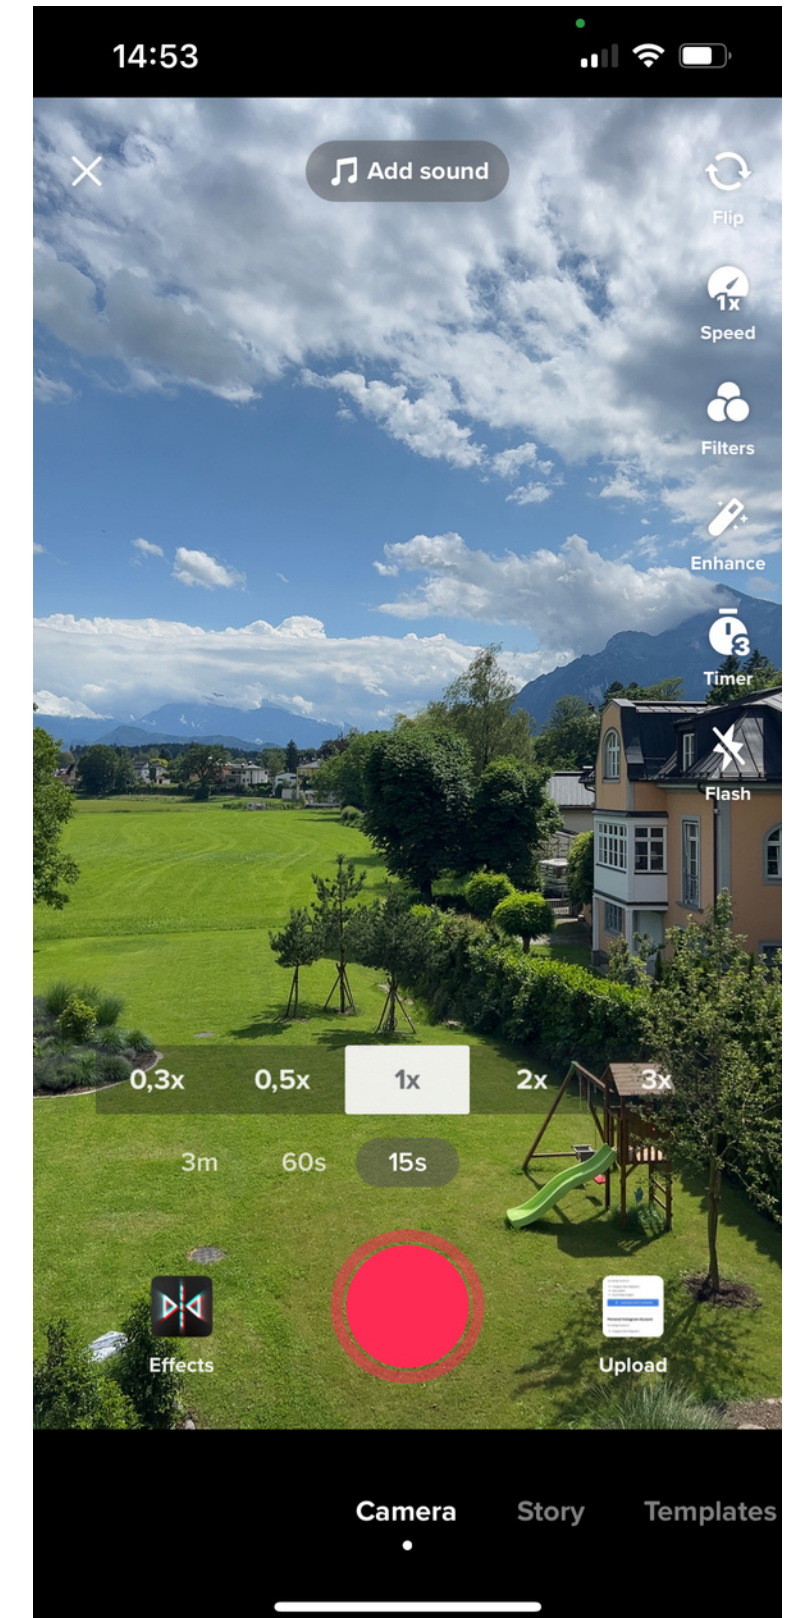 14:53
Add sound
Flip
1x
Speed
Filters
Enhance
3
Timer
Flash
0,3x 0,5x 1x 2x 3x
3m 60s 15s
Effects
Upload
Camera Story Templates